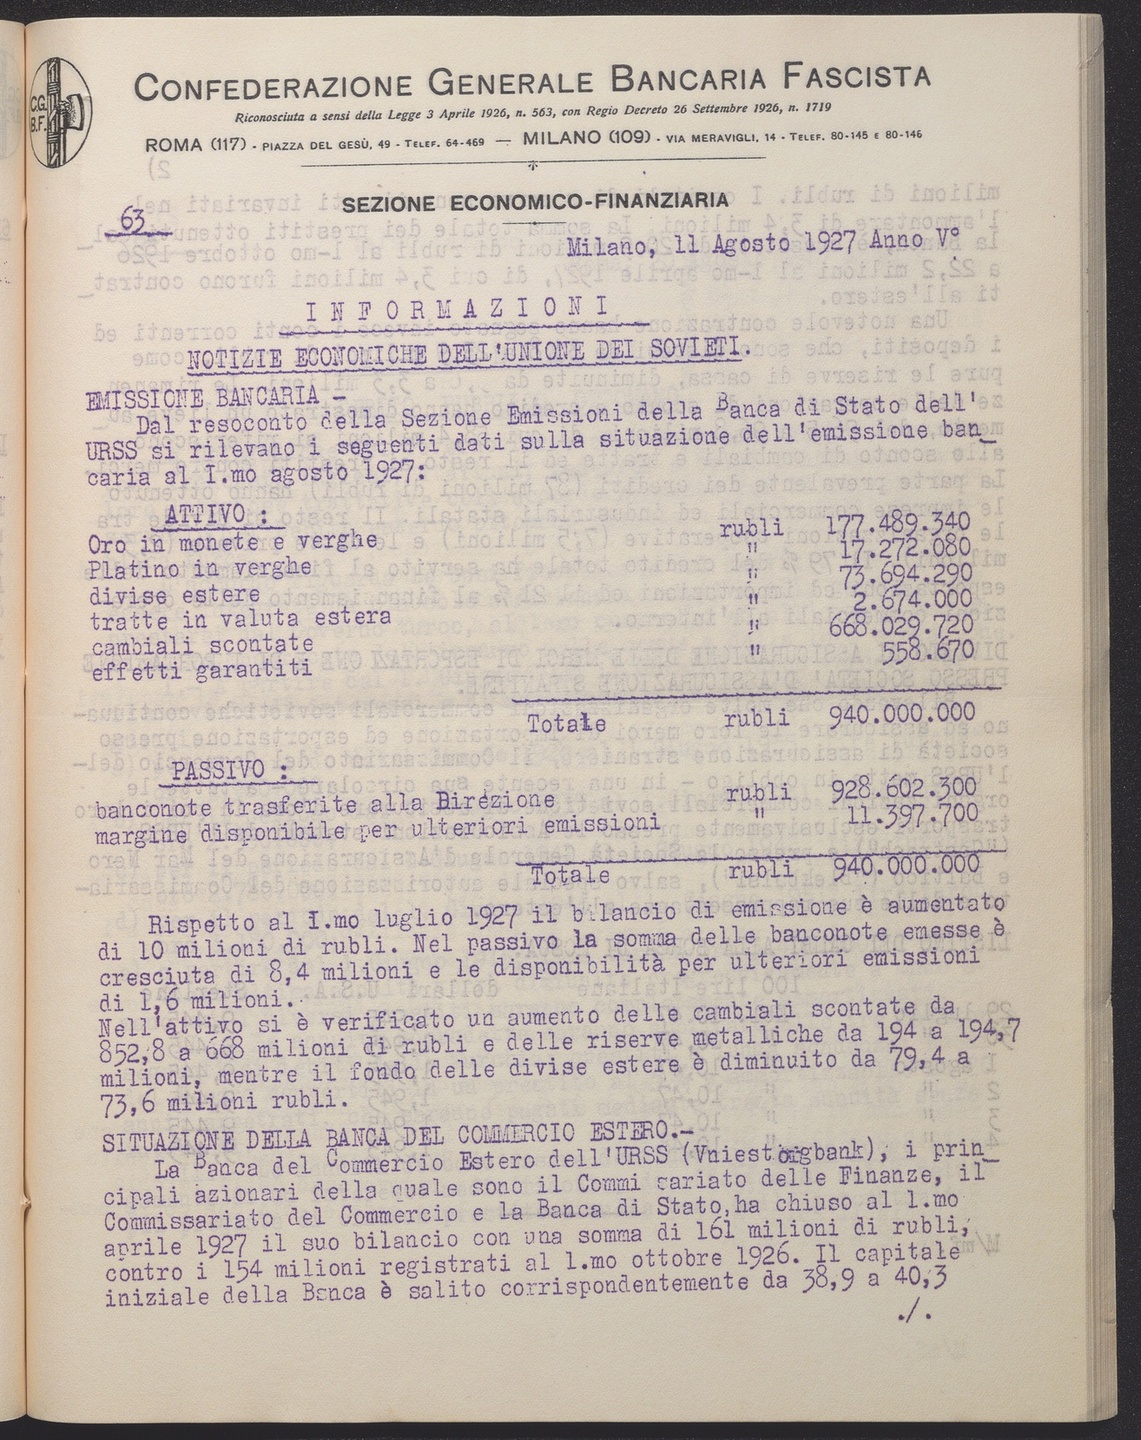 C.G.
B.F.
CONFEDERAZIONE GENERALE BANCARIA FASCISTA
Riconosciuta a sensi della Legge 3 Aprile 1926, n. 563, con Regio Decreto 26 Settembre 1926, n. 1719
ROMA (117) - PIAZZA DEL GESÙ, 49 - TELEF. 64-469 — MILANO (109) - VIA MERAVIGLI, 14 - TELEF. 80-145 E 80-146
SEZIONE ECONOMICO-FINANZIARIA
63
Milano, 11 Agosto 1927 Anno V°
I N F O R M A Z I O N I
NOTIZIE ECONOMICHE DELL'UNIONE DEI SOVIETI.
EMISSIONE BANCARIA -
Dal resoconto della Sezione Emissioni della Banca di Stato dell'
URSS si rilevano i seguenti dati sulla situazione dell'emissione ban_
caria al I.mo agosto 1927:
ATTIVO :
Oro in monete e verghe rubli 177.489.340
Platino in verghe " 17.272.080
divise estere " 73.694.290
tratte in valuta estera " 2.674.000
cambiali scontate " 668.029.720
effetti garantiti " 558.670
Totale rubli 940.000.000
PASSIVO :
banconote trasferite alla Direzione rubli 928.602.300
margine disponibile per ulteriori emissioni " 11.397.700
Totale rubli 940.000.000
Rispetto al I.mo luglio 1927 il bilancio di emissione è aumentato
di 10 milioni di rubli. Nel passivo la somma delle banconote emesse è
cresciuta di 8,4 milioni e le disponibilità per ulteriori emissioni
di 1,6 milioni.
Nell'attivo si è verificato un aumento delle cambiali scontate da
852,8 a 668 milioni di rubli e delle riserve metalliche da 194 a 194,7
milioni, mentre il fondo delle divise estere è diminuito da 79,4 a
73,6 milioni rubli.
SITUAZIONE DELLA BANCA DEL COMMERCIO ESTERO.-
La Banca del Commercio Estero dell'URSS (Vniestorgbank), i prin_
cipali azionari della quale sono il Commi sariato delle Finanze, il
Commissariato del Commercio e la Banca di Stato,ha chiuso al 1.mo
aprile 1927 il suo bilancio con una somma di 161 milioni di rubli,
contro i 154 milioni registrati al 1.mo ottobre 1926. Il capitale
iniziale della Banca è salito corrispondentemente da 38,9 a 40,3
./.